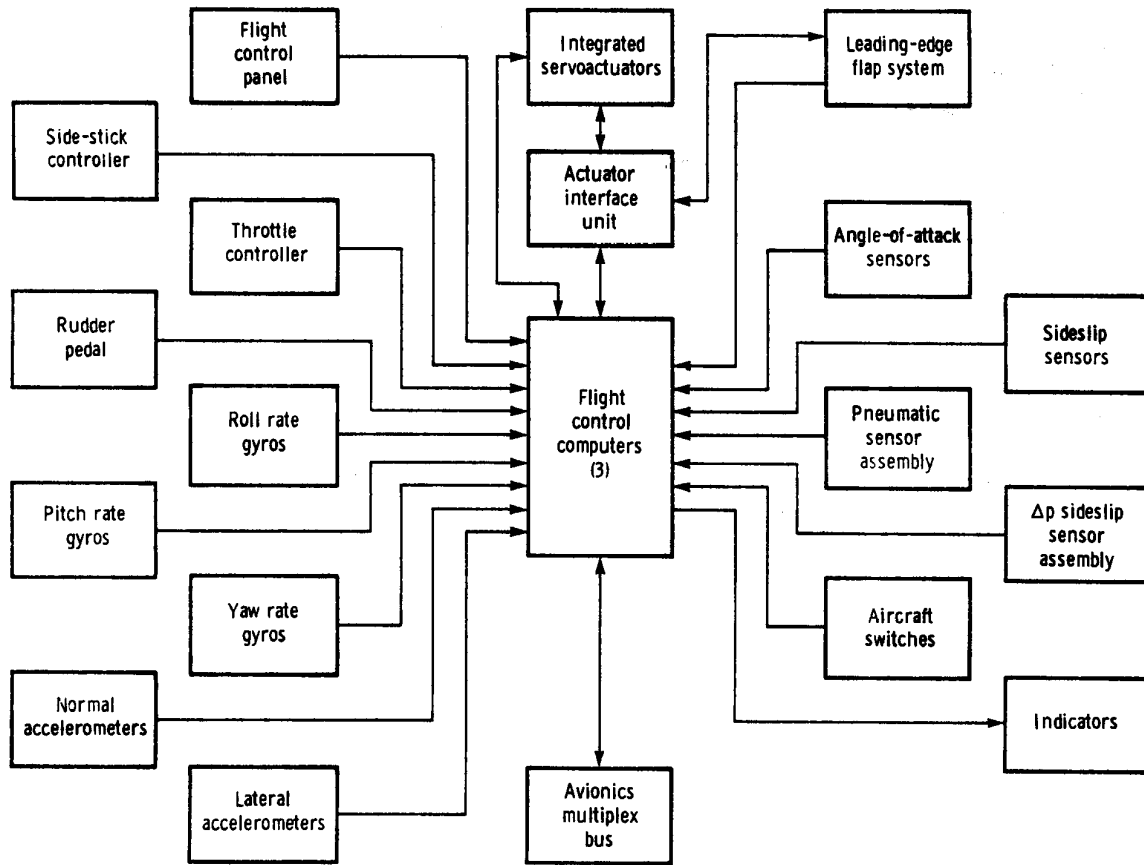 Flight
control
panel
Integrated
servoactuators
Leading-edge
flap system
Side-stick
controller
Actuator
interface
unit
Throttle
controller
Angle-of-attack
sensors
Rudder
pedal
Sideslip
sensors
Flight
control
computers
(3)
Roll rate
gyros
Pneumatic
sensor
assembly
Pitch rate
gyros
Δp sideslip
sensor
assembly
Yaw rate
gyros
Aircraft
switches
Normal
accelerometers
Indicators
Lateral
accelerometers
Avionics
multiplex
bus